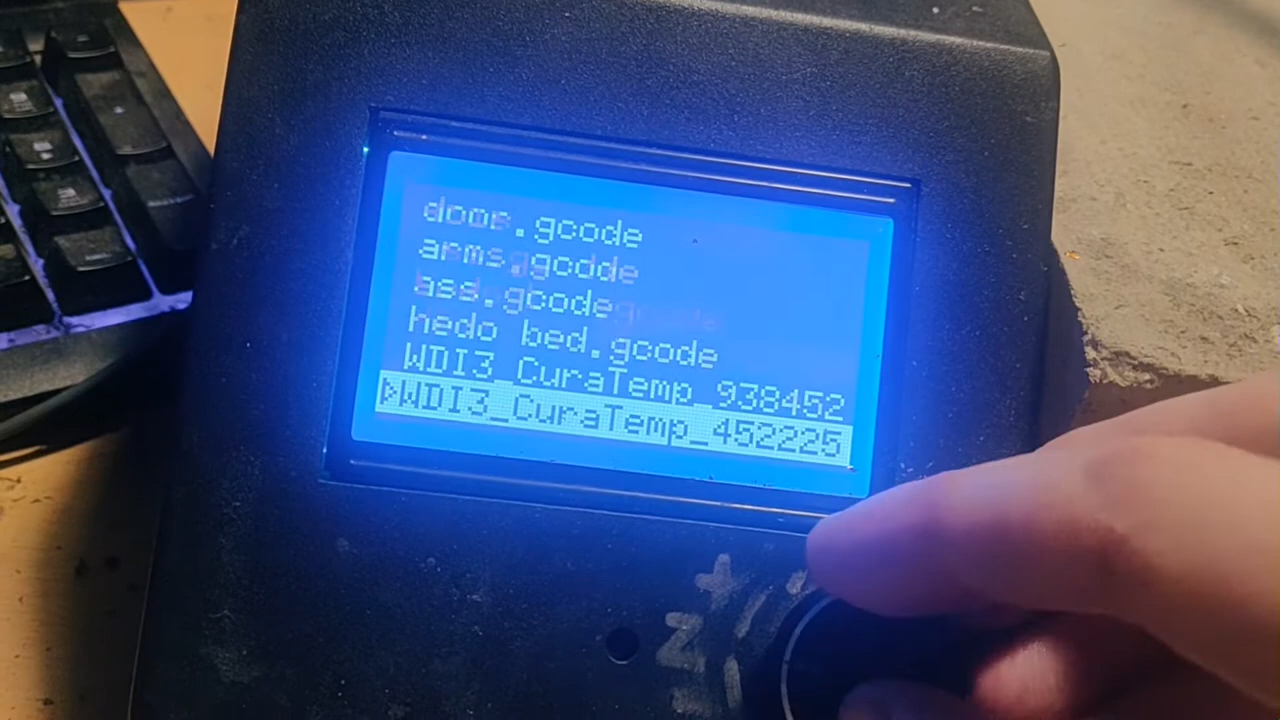 door.gcode
arms.gcode
ass.gcode
hedo bed.gcode
WDI3_CuraTemp_938452
WDI3_CuraTemp_452225
+
Z